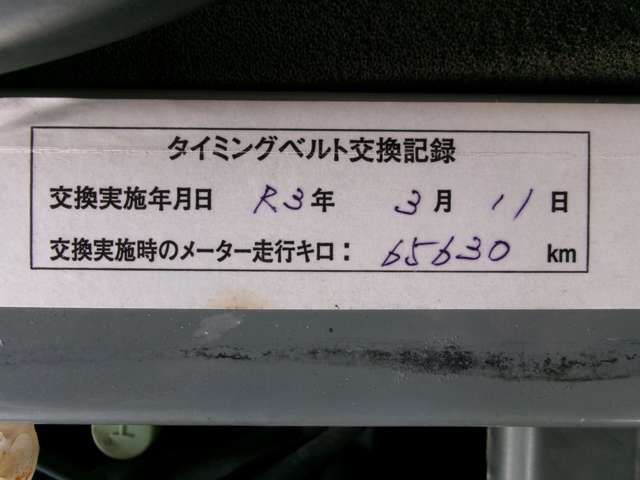 タイミングベルト交換記録
交換実施年月日 R3年 3月 11日
交換実施時のメーター走行キロ： 65630 km